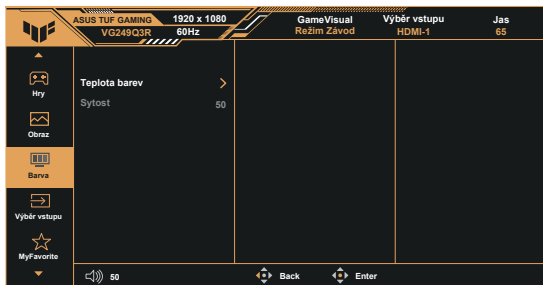 ASUS TUF GAMING 1920 x 1080 GameVisual Výběr vstupu Jas
VG249Q3R 60Hz Režim Závod HDMI-1 65
Hry
Teplota barev
Sytost 50
Obraz
Barva
Výběr vstupu
MyFavorite
50 Back Enter